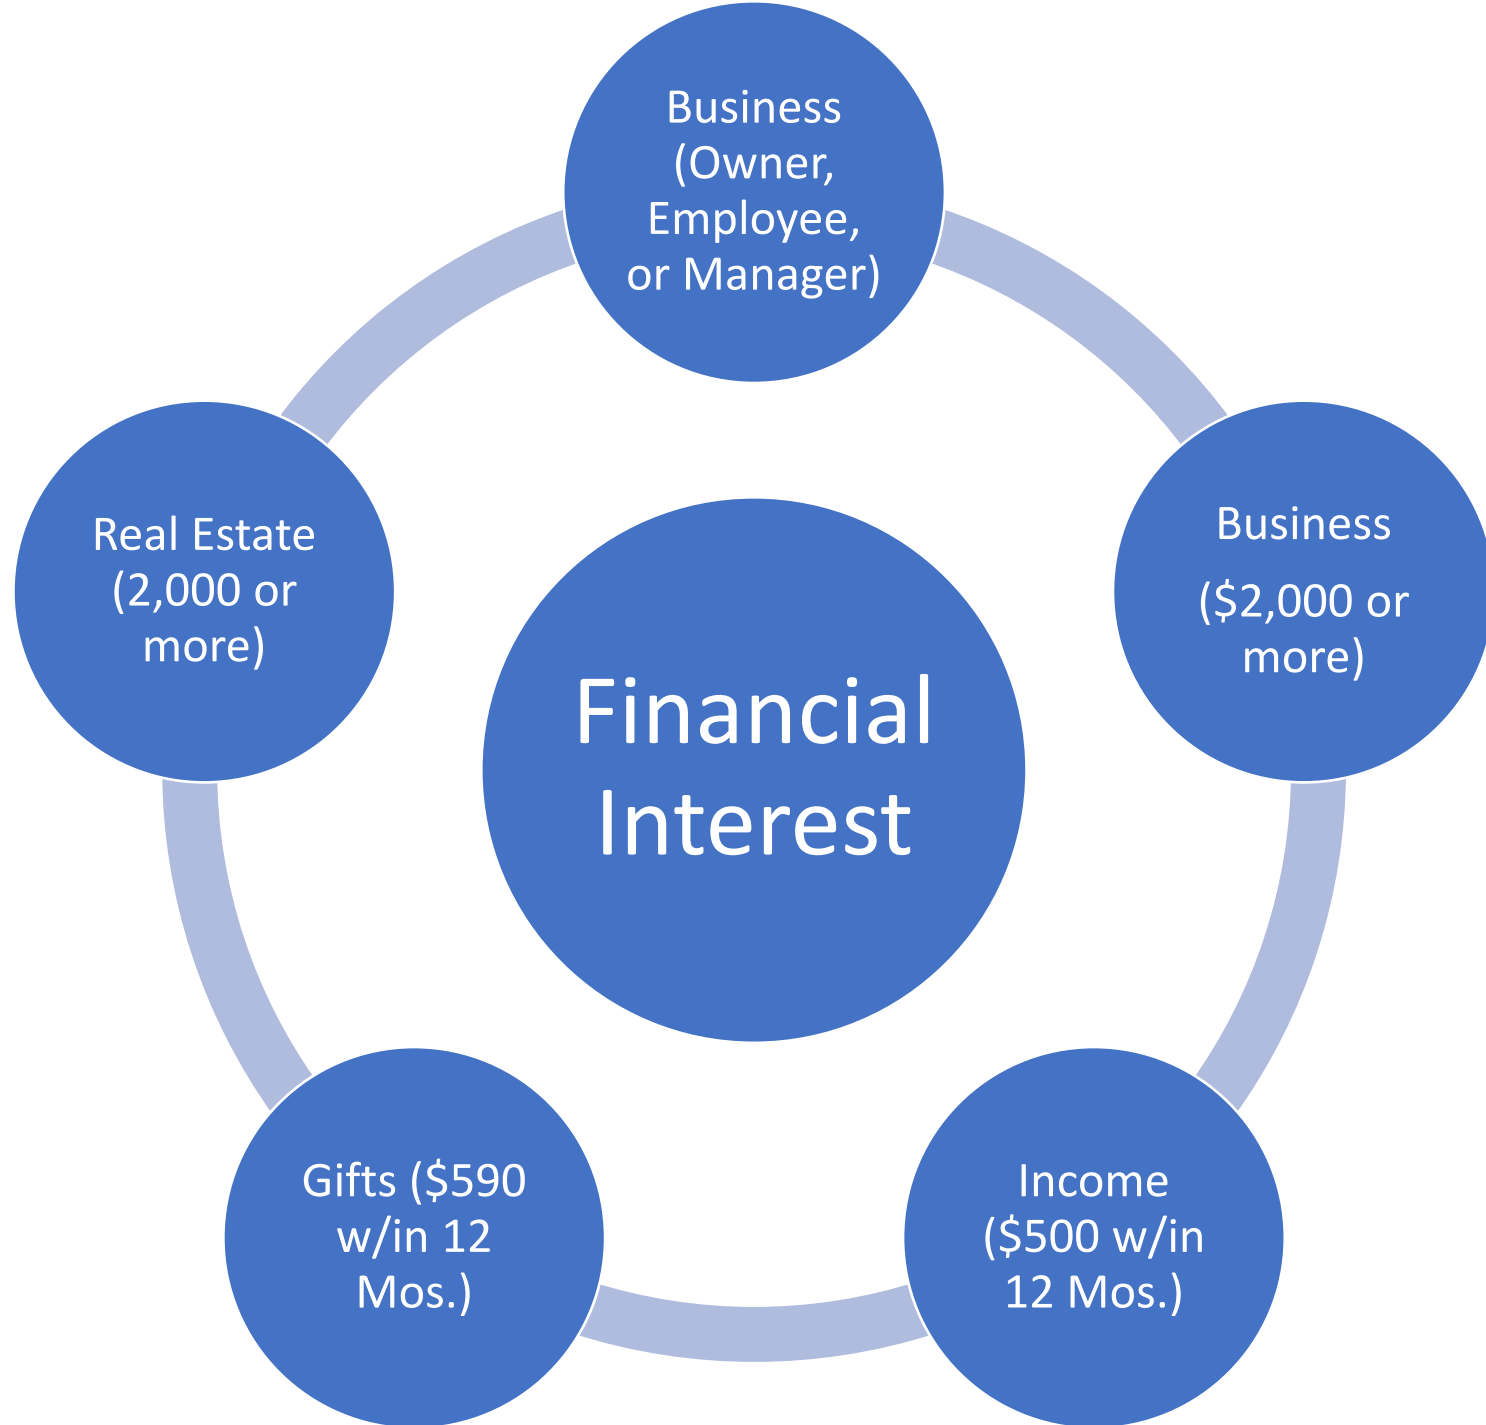 Business
(Owner,
Employee,
or Manager)
Business
($2,000 or
more)
Income
($500 w/in
12 Mos.)
Gifts ($590
w/in 12
Mos.)
Real Estate
(2,000 or
more)
Financial
Interest